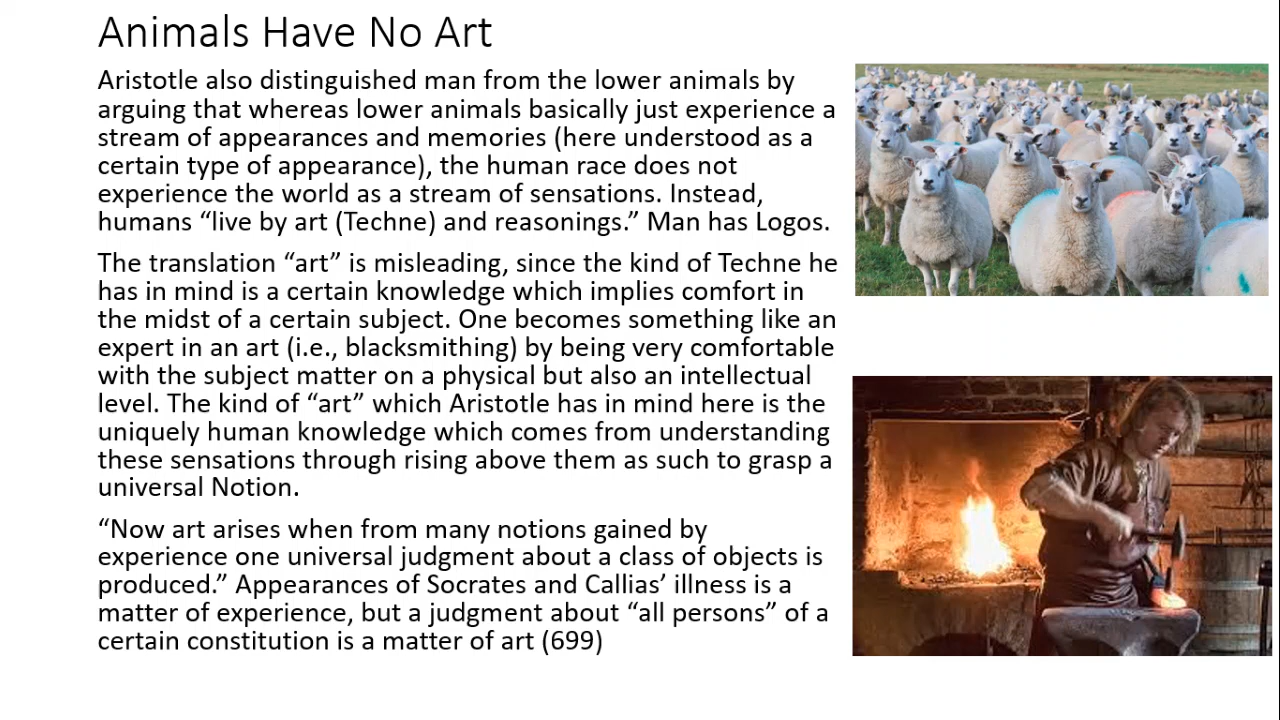 Animals Have No Art
Aristotle also distinguished man from the lower animals by
arguing that whereas lower animals basically just experience a
stream of appearances and memories (here understood as a
certain type of appearance), the human race does not
experience the world as a stream of sensations. Instead,
humans “live by art (Techne) and reasonings.” Man has Logos.
The translation “art” is misleading, since the kind of Techne he
has in mind is a certain knowledge which implies comfort in
the midst of a certain subject. One becomes something like an
expert in an art (i.e., blacksmithing) by being very comfortable
with the subject matter on a physical but also an intellectual
level. The kind of “art” which Aristotle has in mind here is the
uniquely human knowledge which comes from understanding
these sensations through rising above them as such to grasp a
universal Notion.
“Now art arises when from many notions gained by
experience one universal judgment about a class of objects is
produced.” Appearances of Socrates and Callias’ illness is a
matter of experience, but a judgment about “all persons” of a
certain constitution is a matter of art (699)